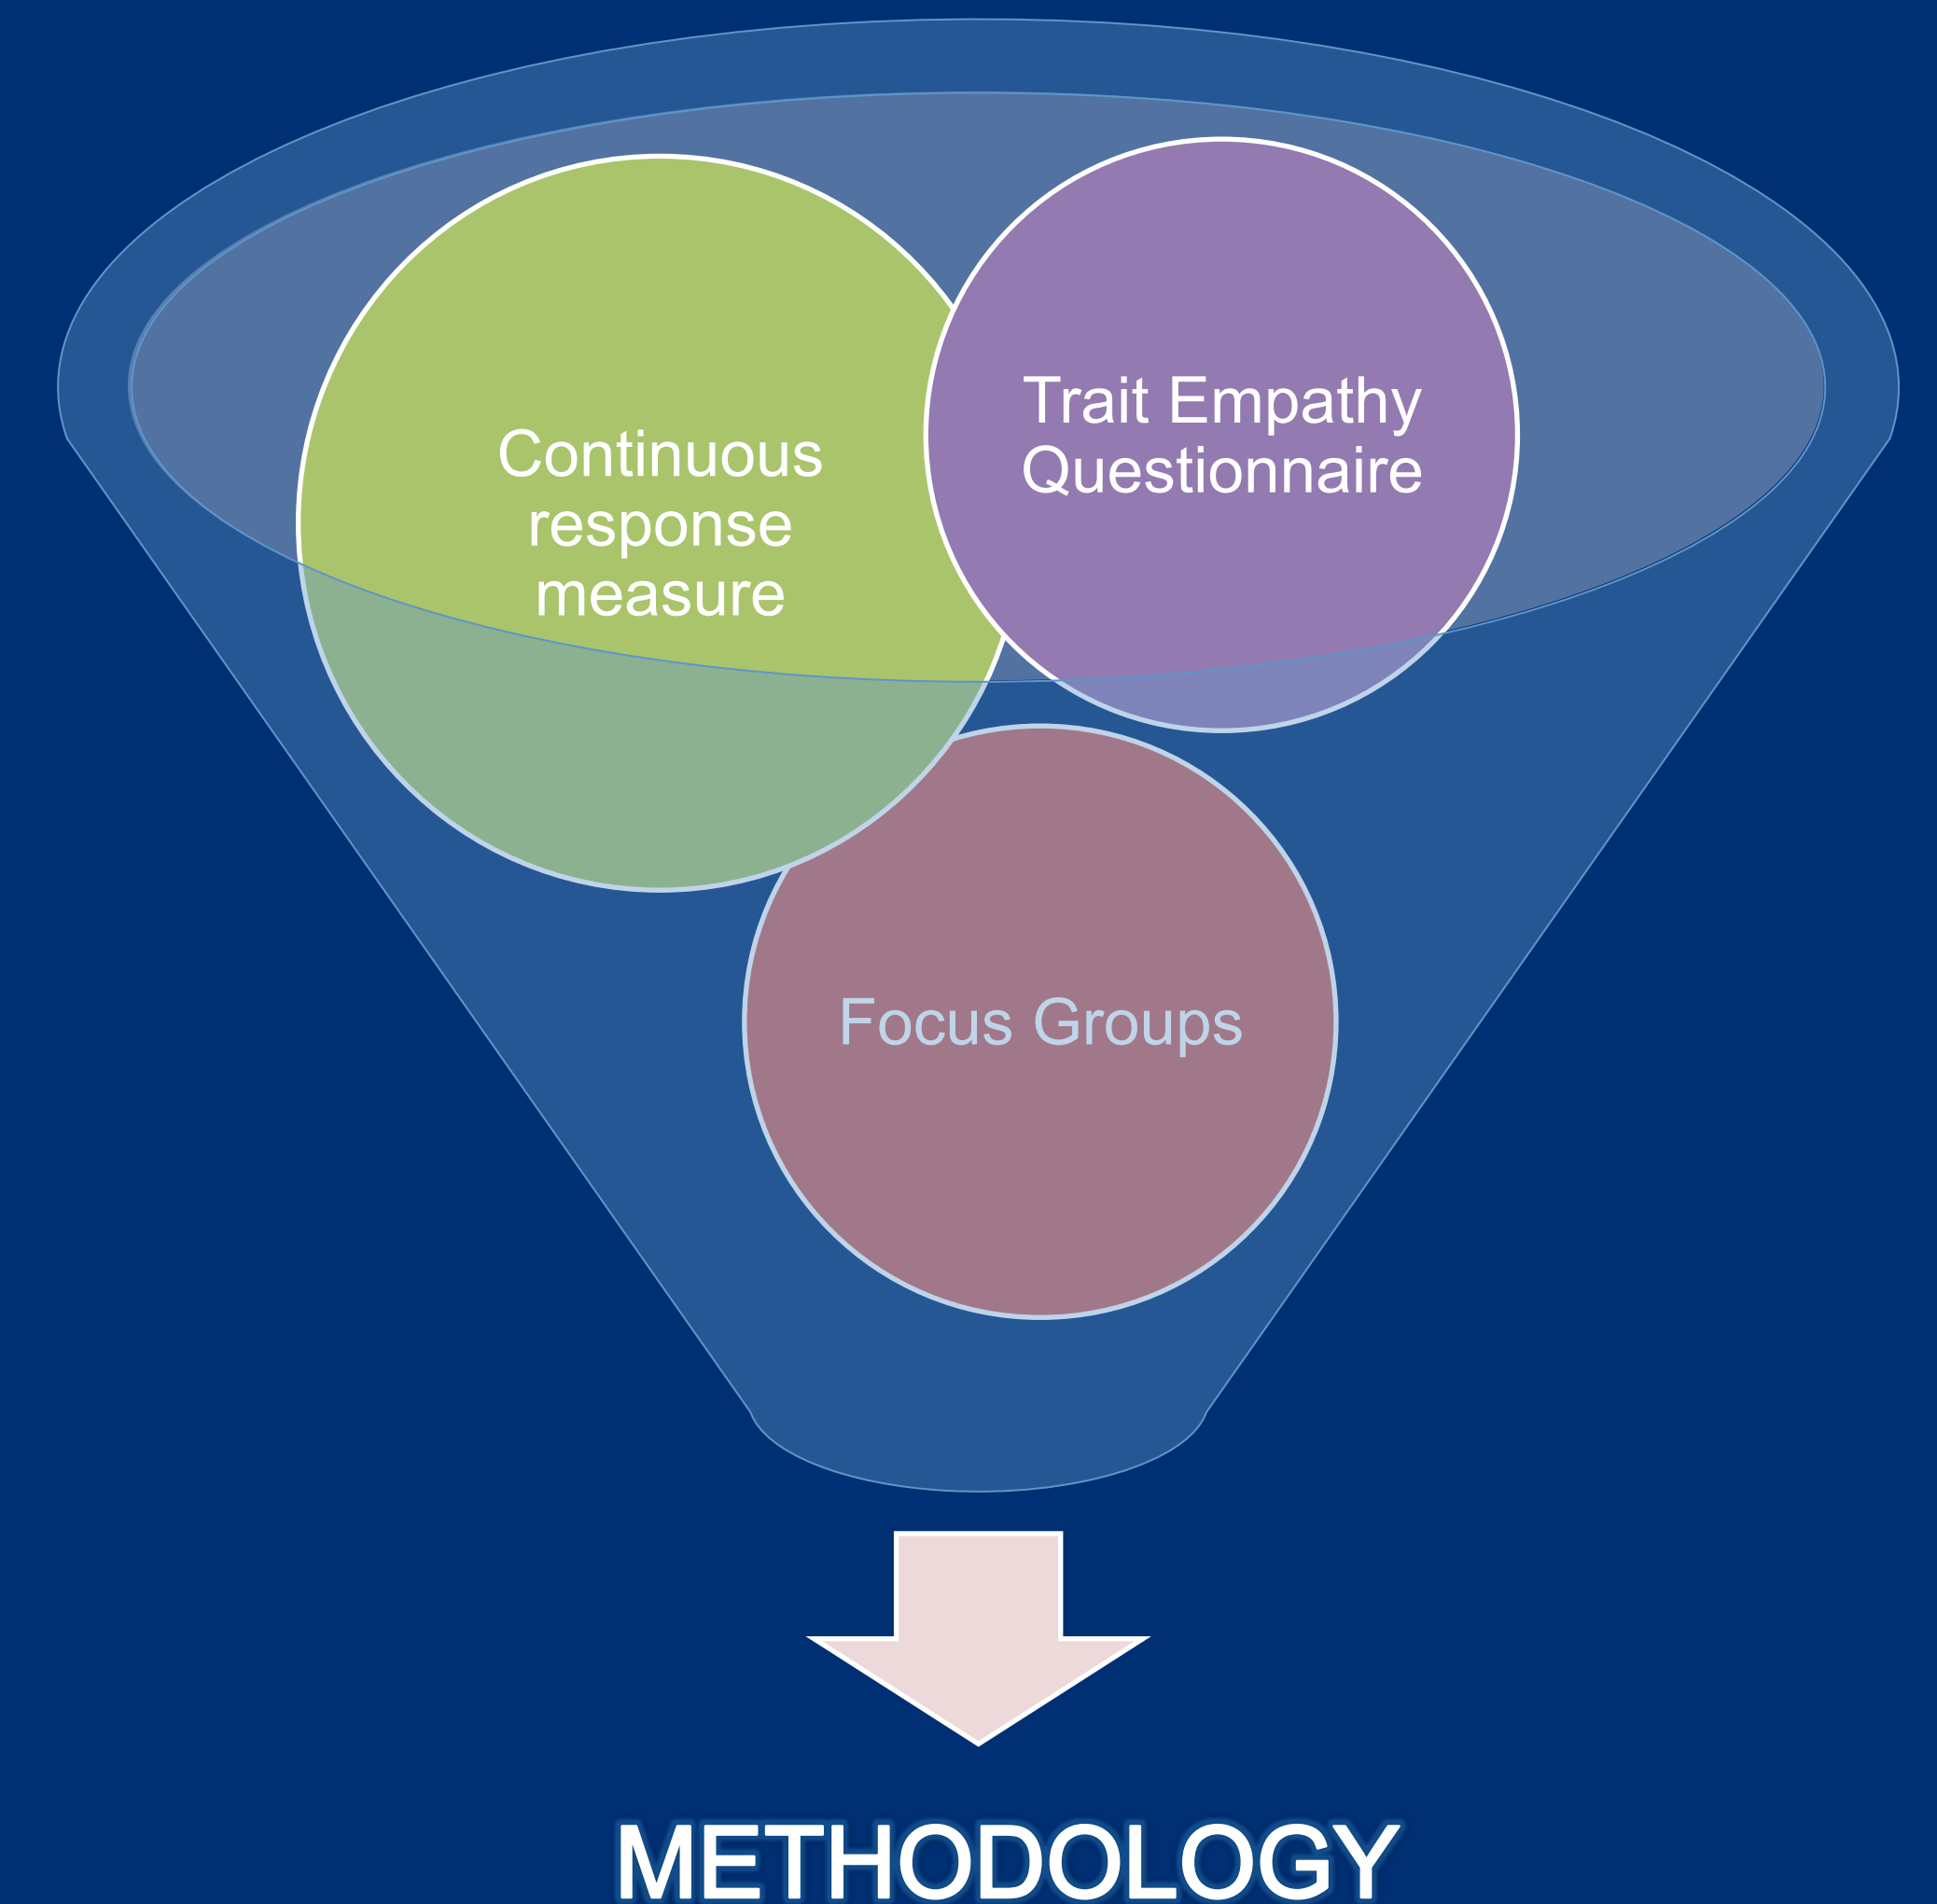 Continuous
response
measure
Trait Empathy
Questionnaire
Focus Groups
METHODOLOGY